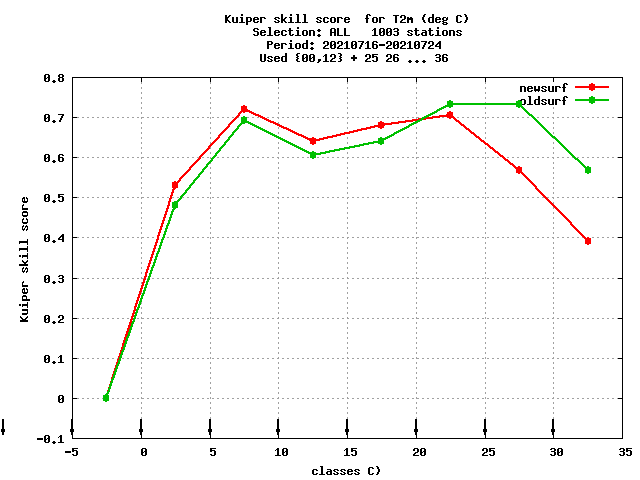 Kuiper skill score  for T2m (deg C)
Selection: ALL   1003 stations
Period: 20210716-20210724
Used {00,12} + 25 26 ... 36
newsurf
oldsurf
0.8
0.7
0.6
0.5
0.4
0.3
0.2
0.1
0
-0.1
Kuiper skill score
-5 0 5 10 15 20 25 30 35
classes C)